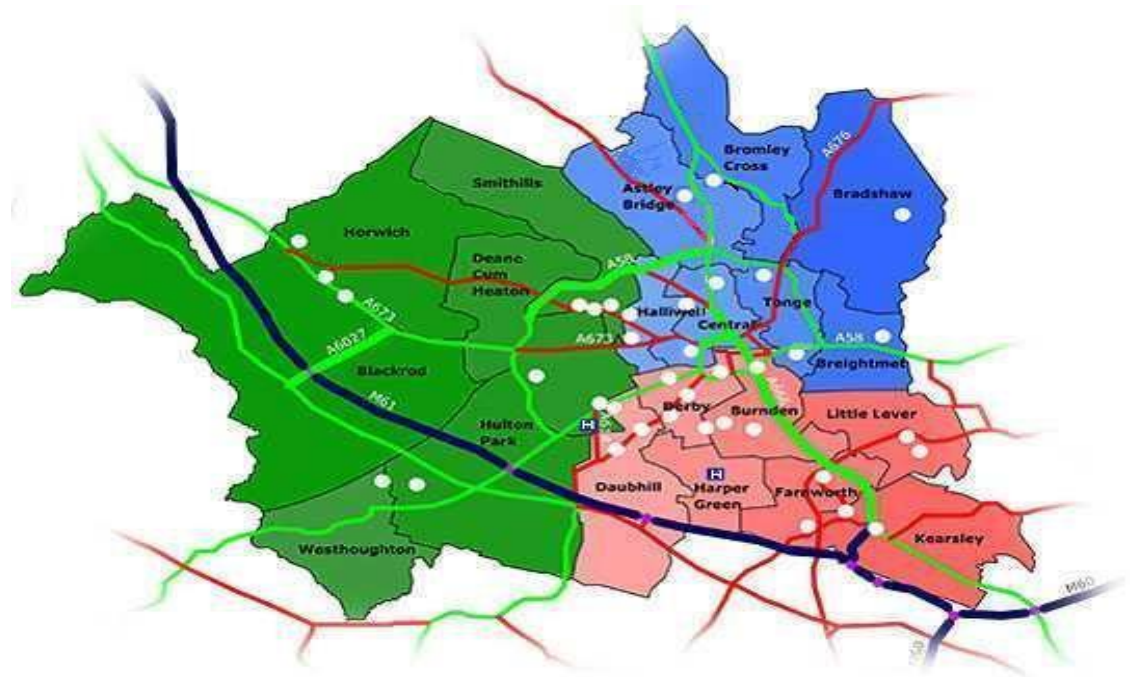 Bromley
Cross
A676
Smithills
Astley
Bridge
Bradshaw
Horwich
Deane
Cum
Heaton
A58
A673
Halliwell
Tonge
Central
A6027
A673
A58
Blackrod
Breightmet
M61
Derby
Burnden
Little Lever
Hulton
Park
H
H
Daubhill
Harper
Green
Farnworth
Westhoughton
Kearsley
M60